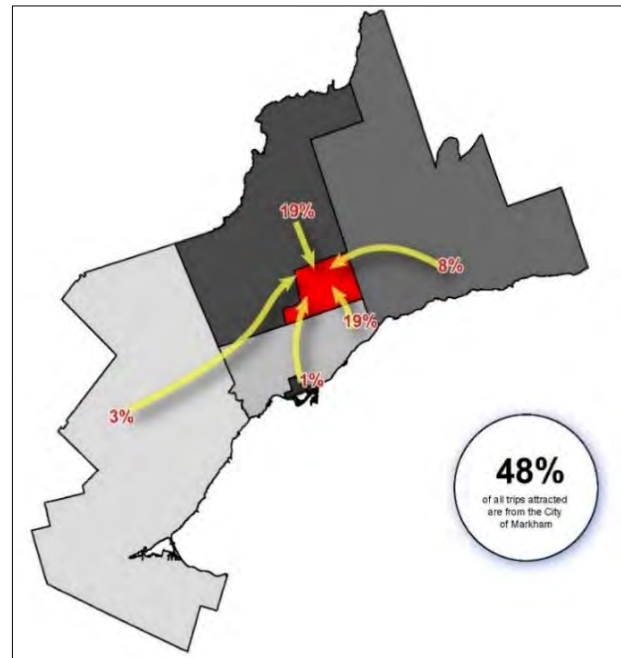 19%
8%
19%
1%
3%
48%
of all trips attracted
are from the City
of Markham